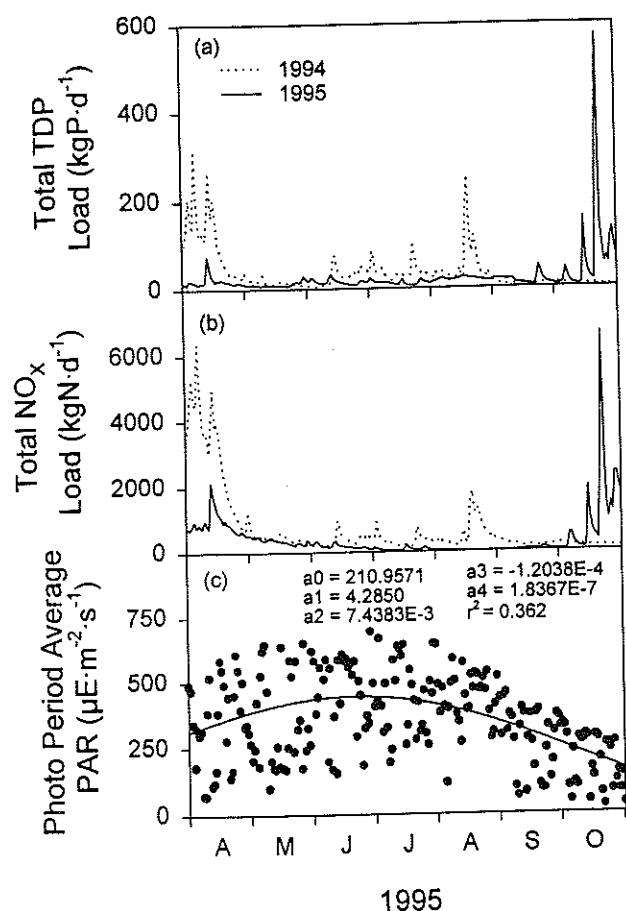 Total TDP
Load (kgP·d⁻¹)
600
400
200
0
(a)
1994
1995
Total NOₓ
Load (kgN·d⁻¹)
6000
4000
2000
0
(b)
Photo Period Average
PAR (µE·m⁻²·s⁻¹)
750
500
250
0
(c)
a0 = 210.9571
a1 = 4.2850
a2 = 7.4383E-3
a3 = -1.2038E-4
a4 = 1.8367E-7
r² = 0.362
A M J J A S O
1995